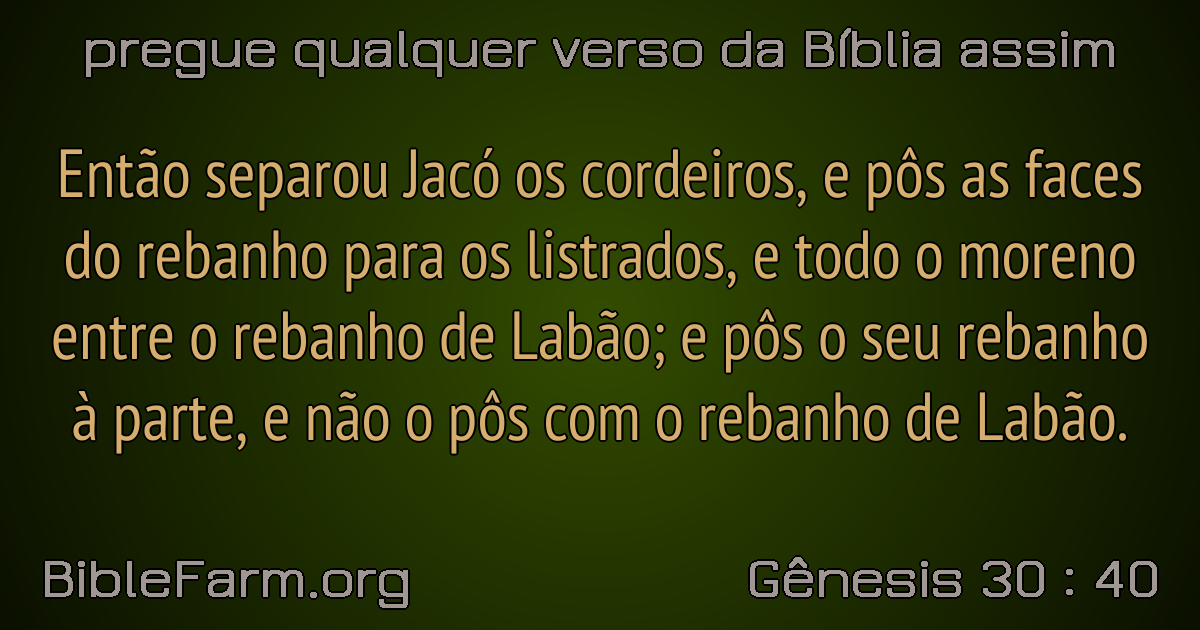 pregue qualquer verso da Bíblia assim
Então separou Jacó os cordeiros, e pôs as faces
do rebanho para os listrados, e todo o moreno
entre o rebanho de Labão; e pôs o seu rebanho
à parte, e não o pôs com o rebanho de Labão.
BibleFarm.org
Gênesis 30 : 40